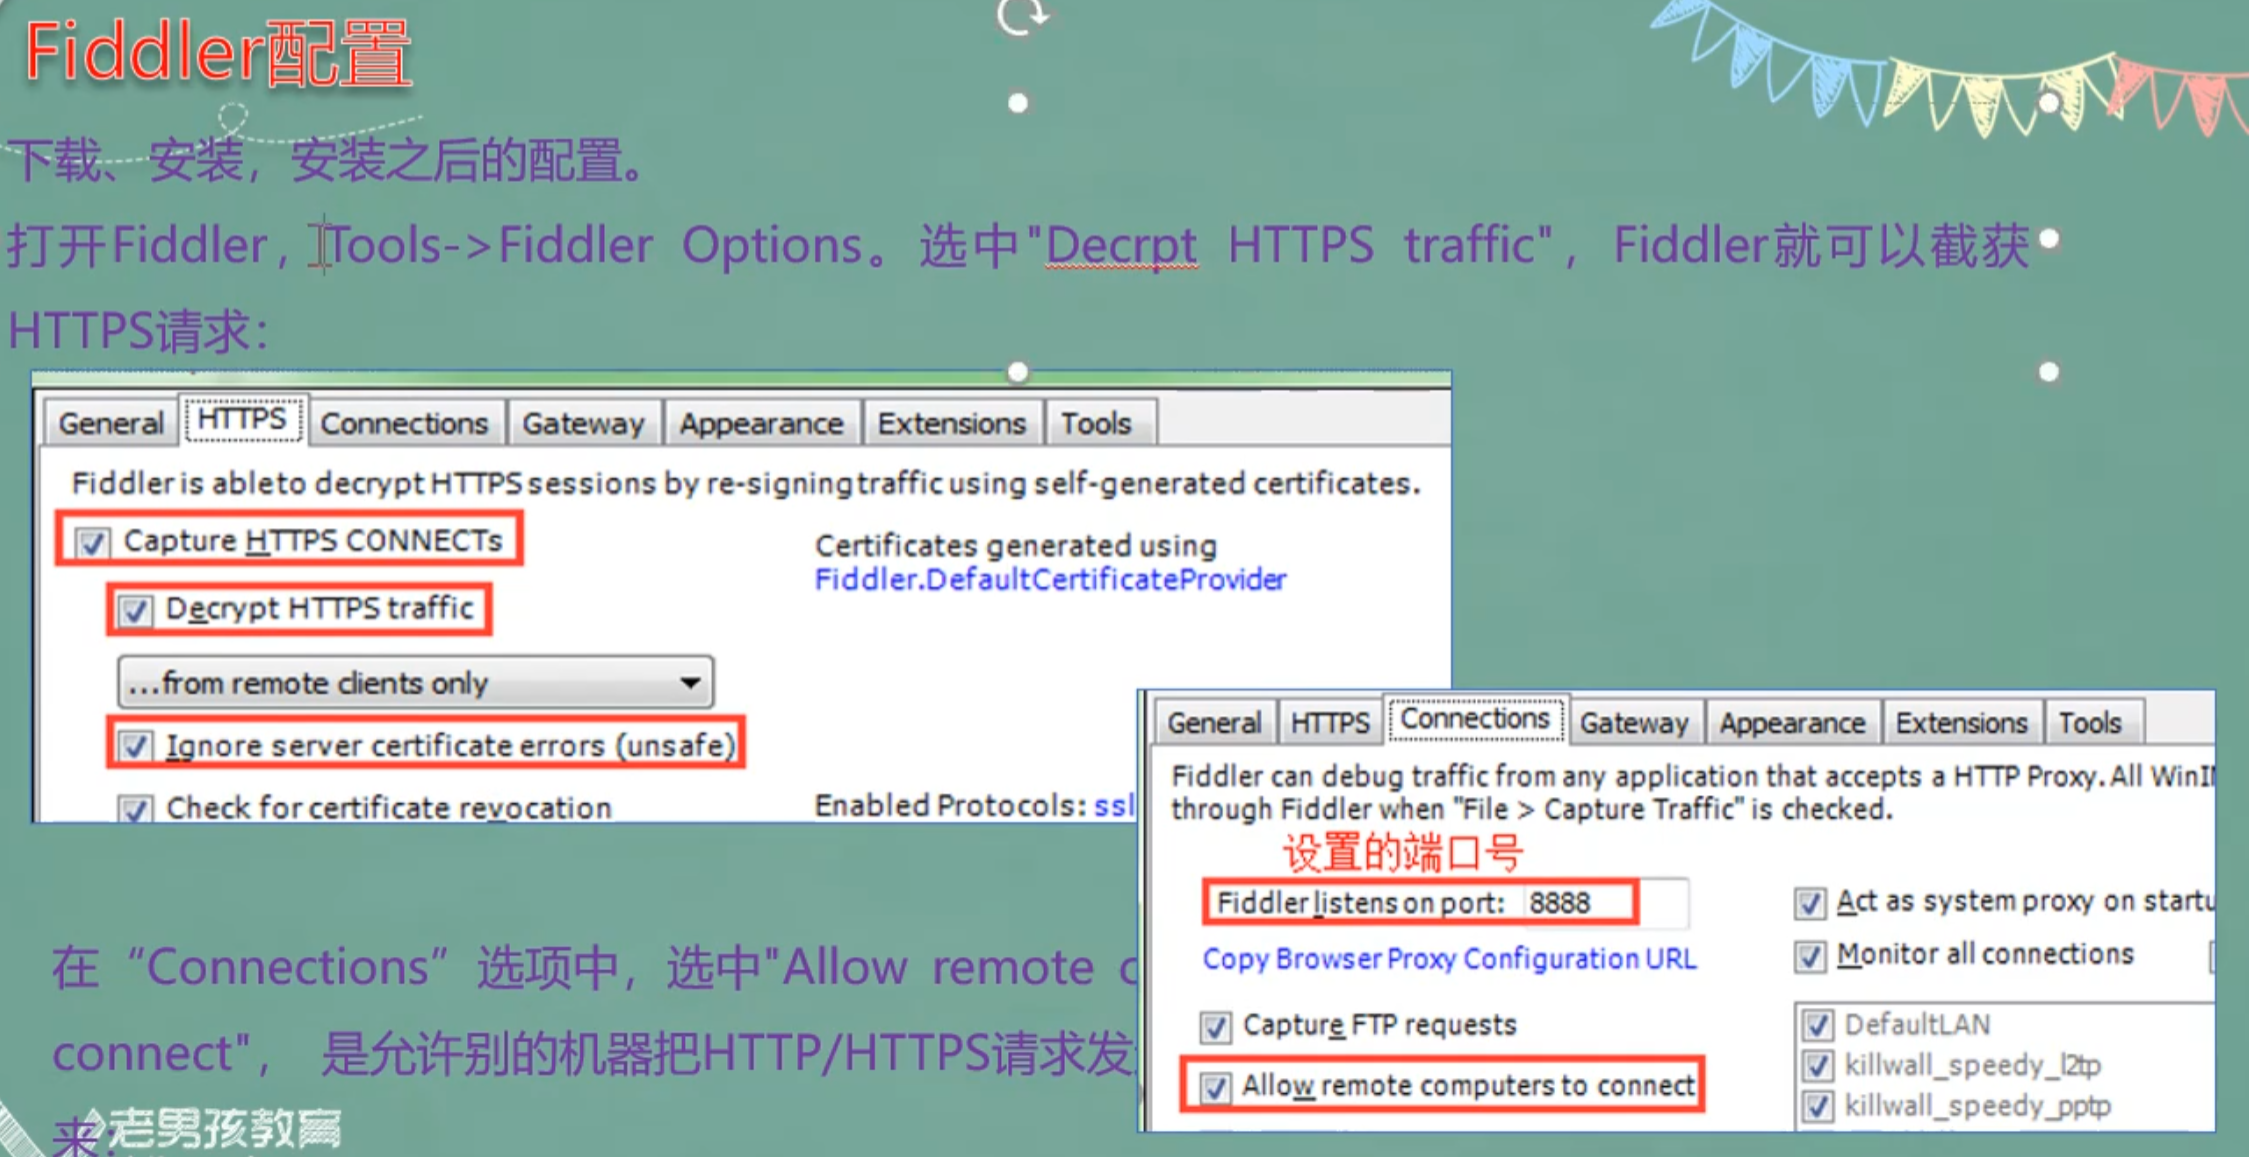 Fiddler配置
下载、安装，安装之后的配置。
打开Fiddler，Tools->Fiddler Options。选中"Decrpt HTTPS traffic"，Fiddler就可以截获
HTTPS请求：
General HTTPS Connections Gateway Appearance Extensions Tools
Fiddler is able to decrypt HTTPS sessions by re-signing traffic using self-generated certificates.
Capture HTTPS CONNECTs
Certificates generated using
Fiddler.DefaultCertificateProvider
Decrypt HTTPS traffic
...from remote clients only
Ignore server certificate errors (unsafe)
Check for certificate revocation
Enabled Protocols: ssl
General HTTPS Connections Gateway Appearance Extensions Tools
Fiddler can debug traffic from any application that accepts a HTTP Proxy. All WinI
through Fiddler when "File > Capture Traffic" is checked.
设置的端口号
Fiddler listens on port: 8888
Act as system proxy on startu
Copy Browser Proxy Configuration URL
Monitor all connections
Capture FTP requests
DefaultLAN
killwall_speedy_l2tp
Allow remote computers to connect
killwall_speedy_pptp
在“Connections”选项中，选中"Allow remote c
connect"， 是允许别的机器把HTTP/HTTPS请求发
来：
老男孩教育